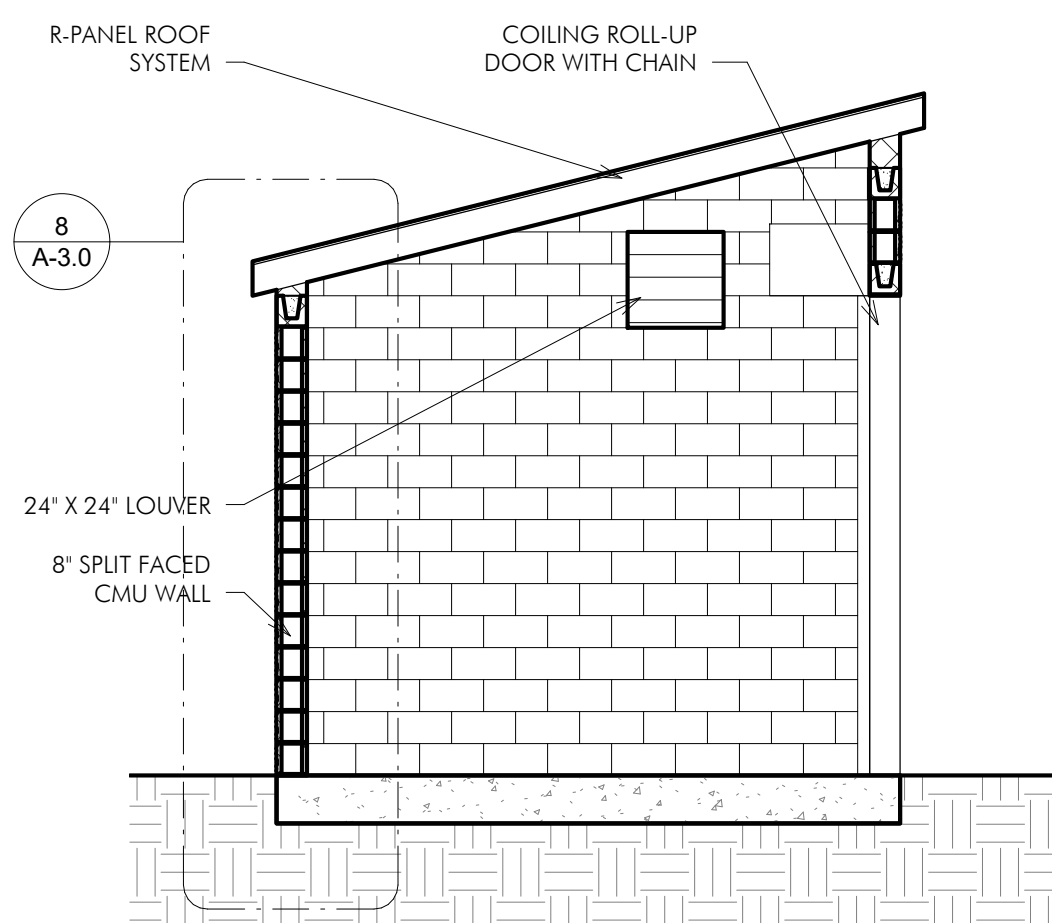 R-PANEL ROOF
SYSTEM
COILING ROLL-UP
DOOR WITH CHAIN
8
A-3.0
24" X 24" LOUVER
8" SPLIT FACED
CMU WALL